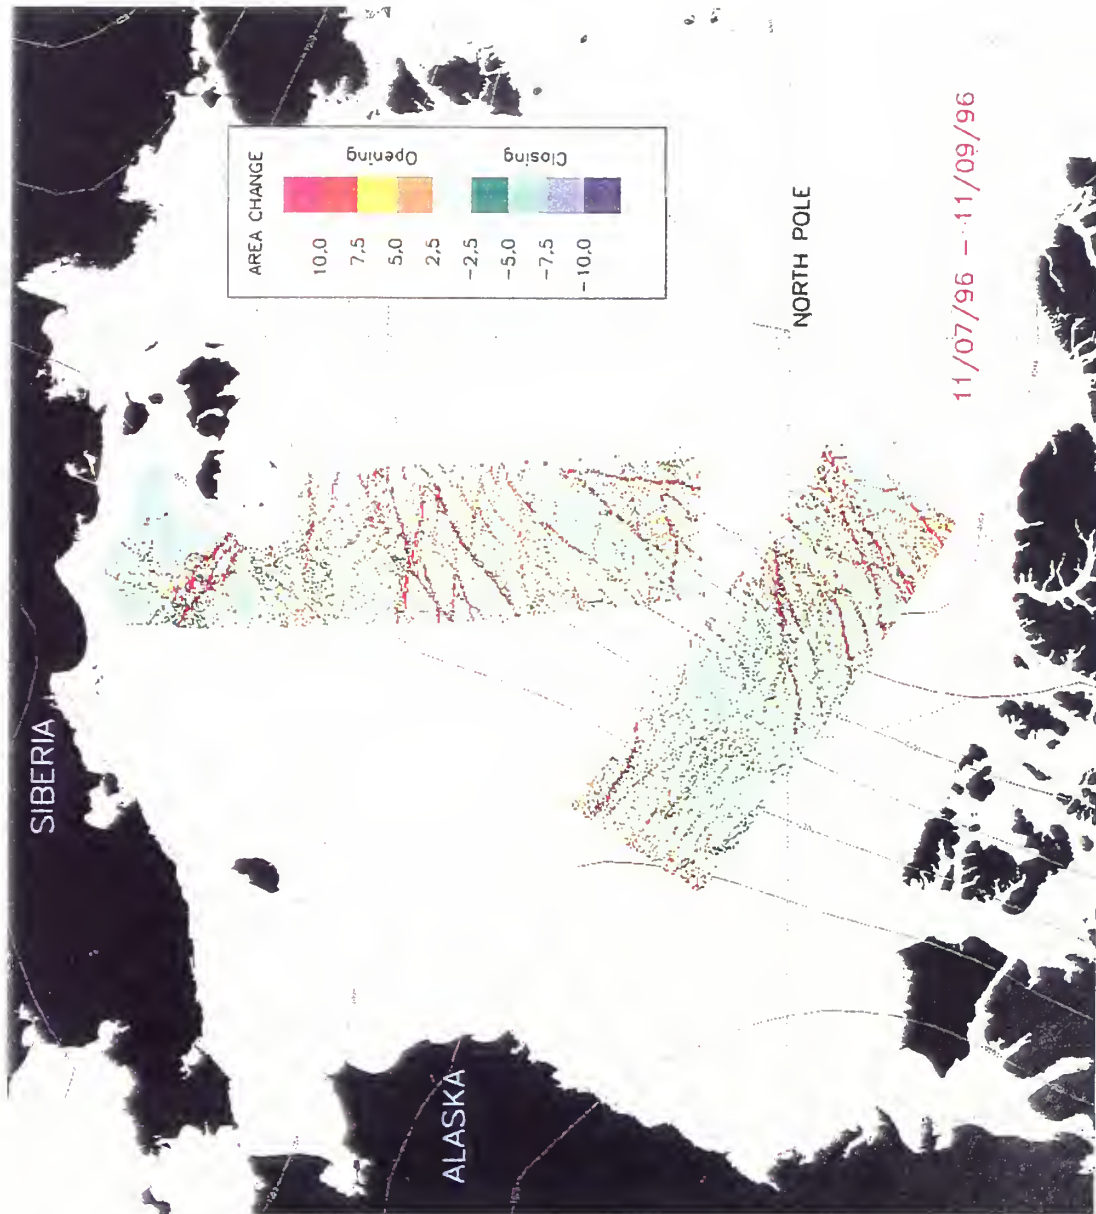 SIBERIA
ALASKA
AREA CHANGE
Opening
Closing
10.0
7.5
5.0
2.5
-2.5
-5.0
-7.5
-10.0
NORTH POLE
11/07/96 - 11/09/96